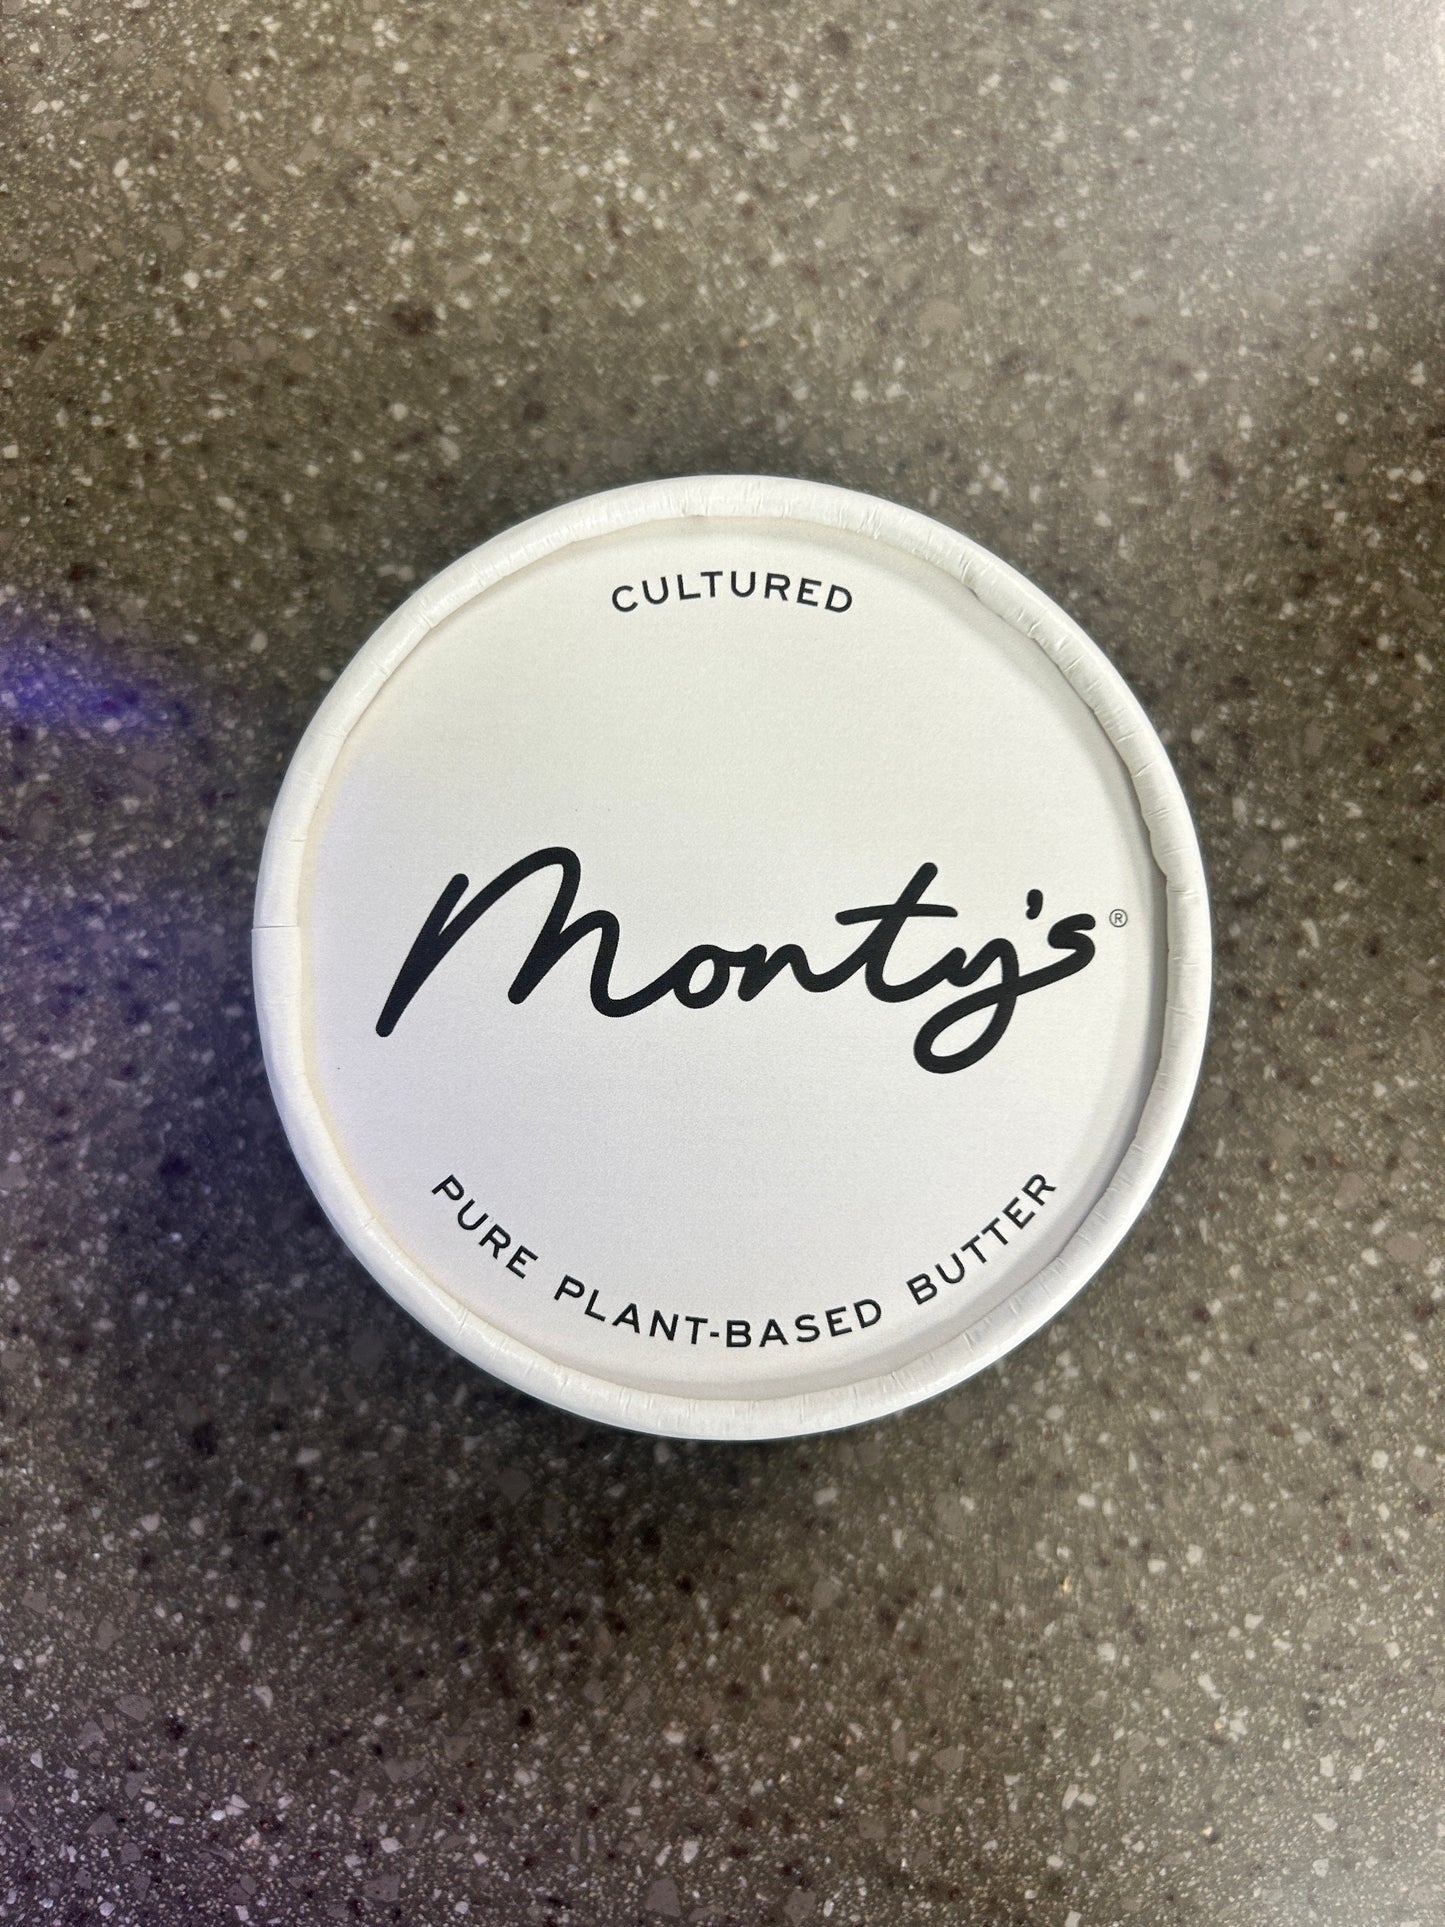 CULTURED
Monty's®
PURE PLANT-BASED BUTTER